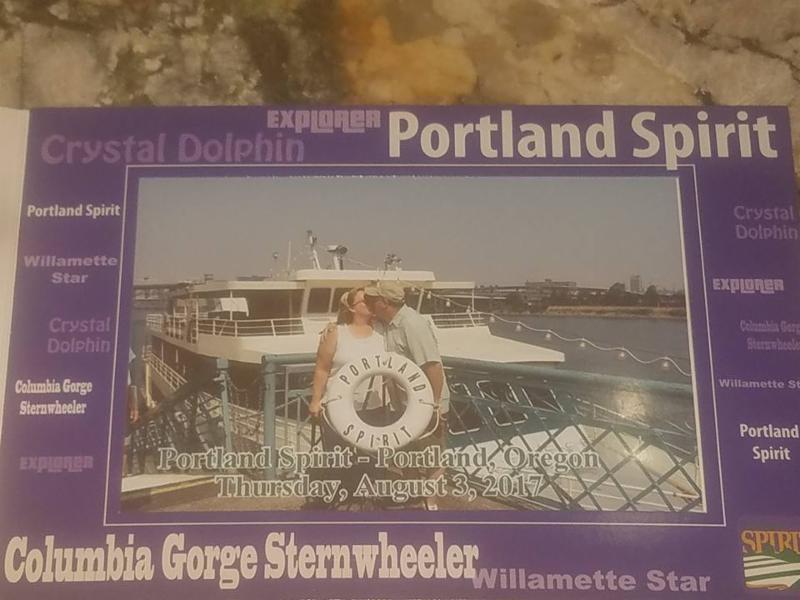 EXPLORER
Portland Spirit
Crystal Dolphin
Portland Spirit
Willamette
Star
Crystal
Dolphin
Columbia Gorge
Sternwheeler
EXPLORER
PORTLAND
SPIRIT
Portland Spirit - Portland, Oregon
Thursday, August 3, 2017
Crystal
Dolphin
EXPLORER
Columbia Gorge
Sternwheeler
Willamette St
Portland
Spirit
Columbia Gorge Sternwheeler
Willamette Star
SPIRI